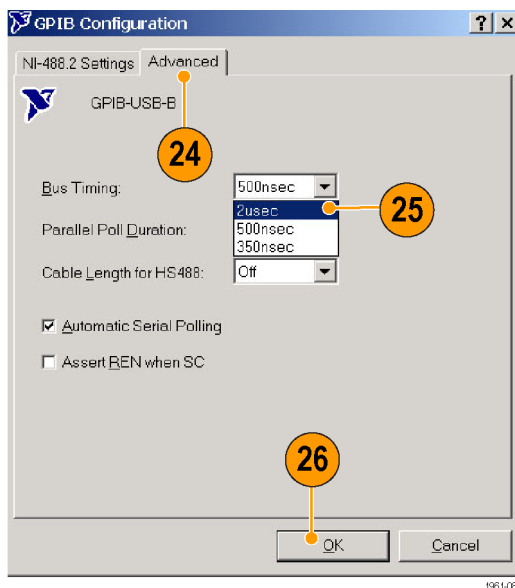 GPIB Configuration
NI-488.2 Settings Advanced
GPIB-USB-B
24
Bus Timing: 500nsec
2usec 25
Parallel Poll Duration: 500nsec
350nsec
Cable Length for HS488: Off
Automatic Serial Polling
Assert REN when SC
26
OK Cancel